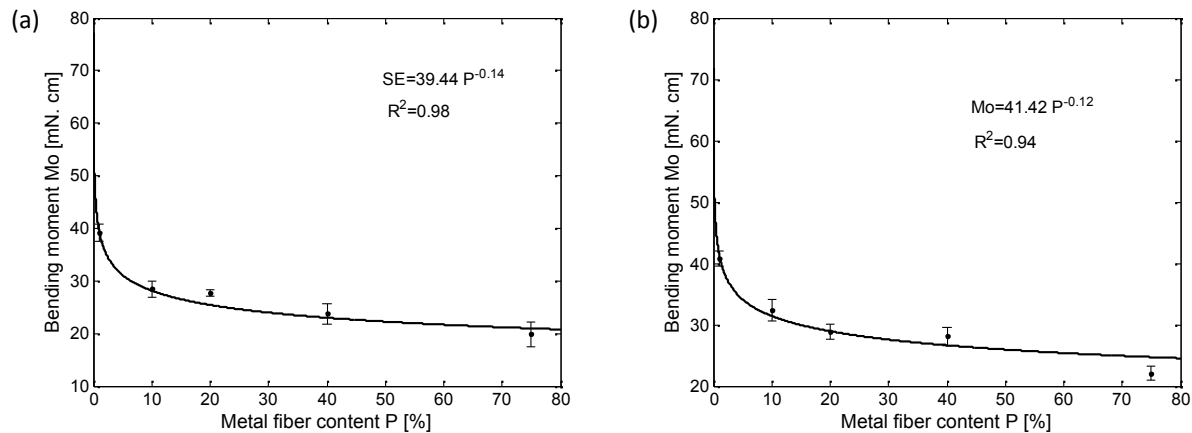 (a)
80
70
60
50
40
30
20
10
Bending moment Mo [mN. cm]
SE=39.44 P^-0.14
R^2=0.98
0 10 20 30 40 50 60 70 80
Metal fiber content P [%]
(b)
80
70
60
50
40
30
20
Bending moment Mo [mN. cm]
Mo=41.42 P^-0.12
R^2=0.94
0 10 20 30 40 50 60 70 80
Metal fiber content P [%]